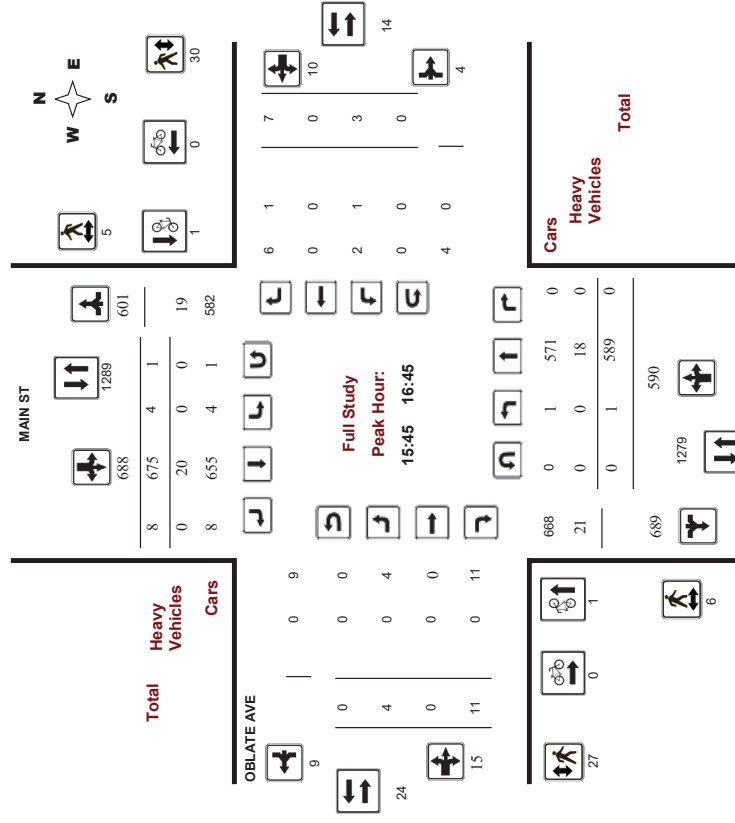 N
W E
S
30
0
5
1
MAIN ST
1289
688
601
8 675 4 1
0 20 0 0 19
8 655 4 1 582
Total
Heavy
Vehicles
Cars
14
10
4
6 1 7
0 0 0
2 1 3
0 0 0
4 0
Full Study
Peak Hour:
15:45 16:45
OBLATE AVE
9
24
15
0 9
0 0 0
4 0 4
0 0 0
11 0 11
Cars
Heavy
Vehicles
Total
668 0 1 571 0
21 0 0 18 0
0 1 589 0
689
1279
590
1
0
27
6